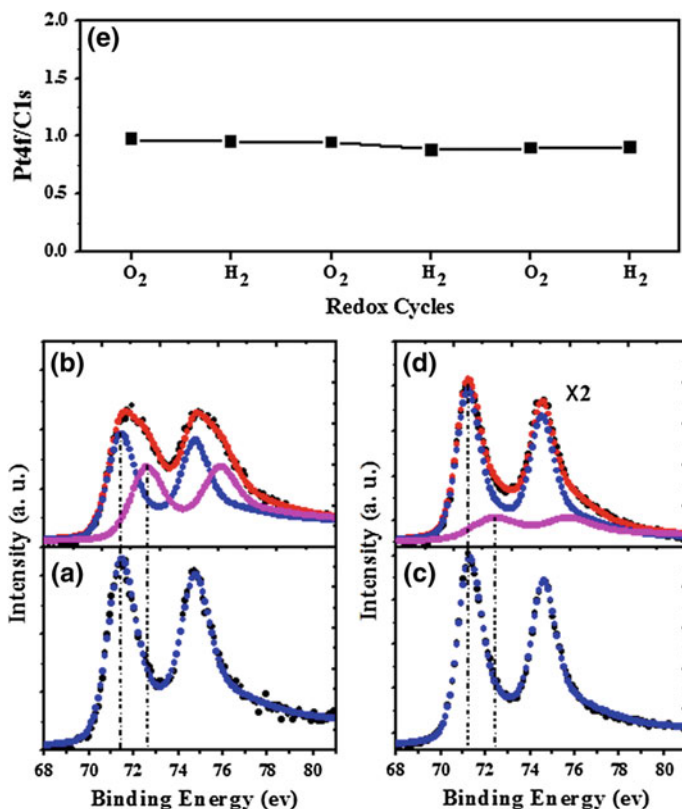 (e)
2.0
1.5
1.0
0.5
0.0
Pt4f/C1s
O2 H2 O2 H2 O2 H2
Redox Cycles
(b)
(d)
X2
(a)
(c)
Intensity (a. u.)
Intensity (a. u.)
68 70 72 74 76 78 80
68 70 72 74 76 78 80
Binding Energy (ev)
Binding Energy (ev)